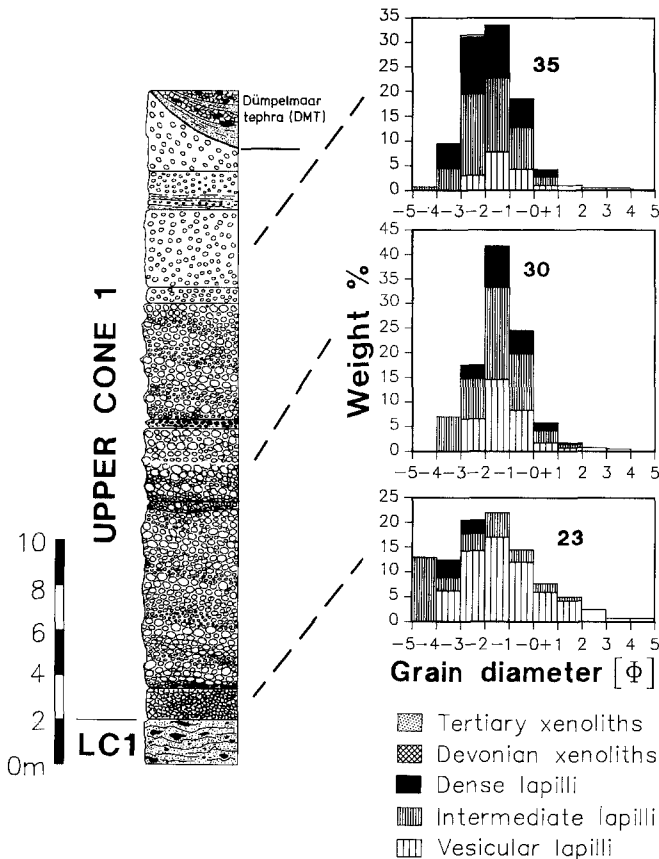 Dümpelmaar
tephra (DMT)
UPPER CONE 1
LC1
10
8
6
4
2
0m
Weight %
35
30
25
20
15
10
5
0
35
-5 -4 -3 -2 -1 -0+ 1 2 3 4 5
45
40
35
30
25
20
15
10
5
0
30
-5 -4 -3 -2 -1 -0+ 1 2 3 4 5
25
20
15
10
5
0
23
-5 -4 -3 -2 -1 -0+ 1 2 3 4 5
Grain diameter [Φ]
Tertiary xenoliths
Devonian xenoliths
Dense lapilli
Intermediate lapilli
Vesicular lapilli